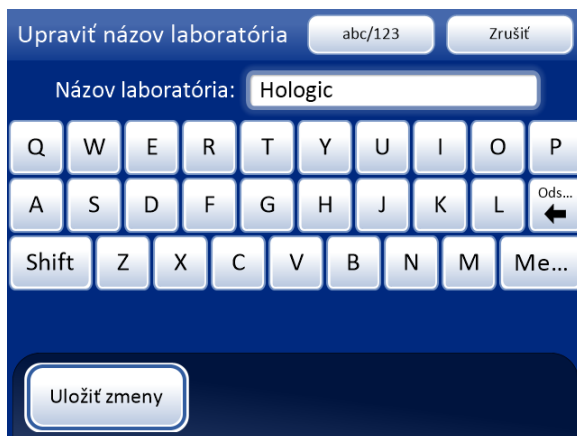 Upraviť názov laboratória abc/123 Zrušiť
Názov laboratória: Hologic
Q W E R T Y U I O P
A S D F G H J K L Ods...
Shift Z X C V B N M Me...
Uložiť zmeny